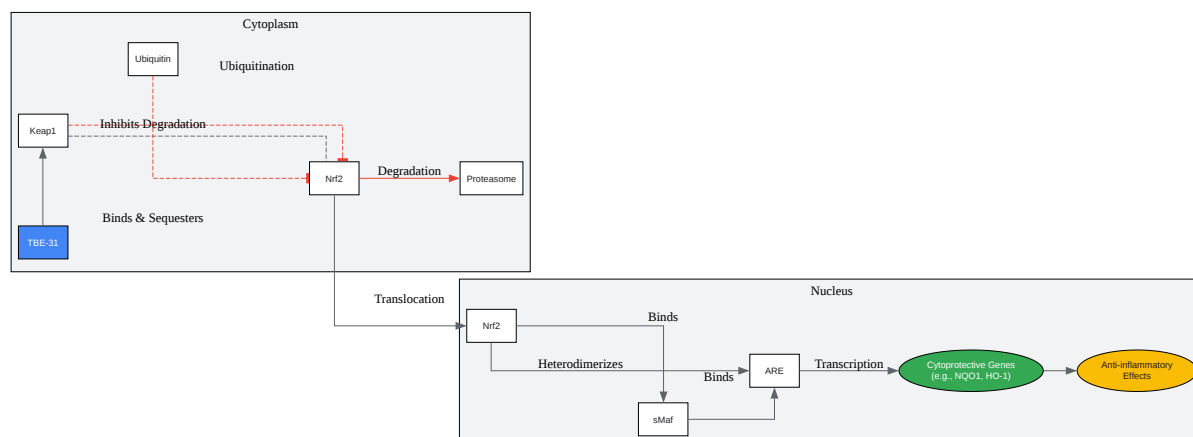 Cytoplasm
Ubiquitin
Ubiquitination
Keap1
Inhibits Degradation
Nrf2
Degradation
Proteasome
Binds & Sequesters
TBE-31
Translocation
Nucleus
Nrf2
Binds
Heterodimerizes
Binds
ARE
Transcription
Cytoprotective Genes
(e.g., NQO1, HO-1)
Anti-inflammatory
Effects
sMaf